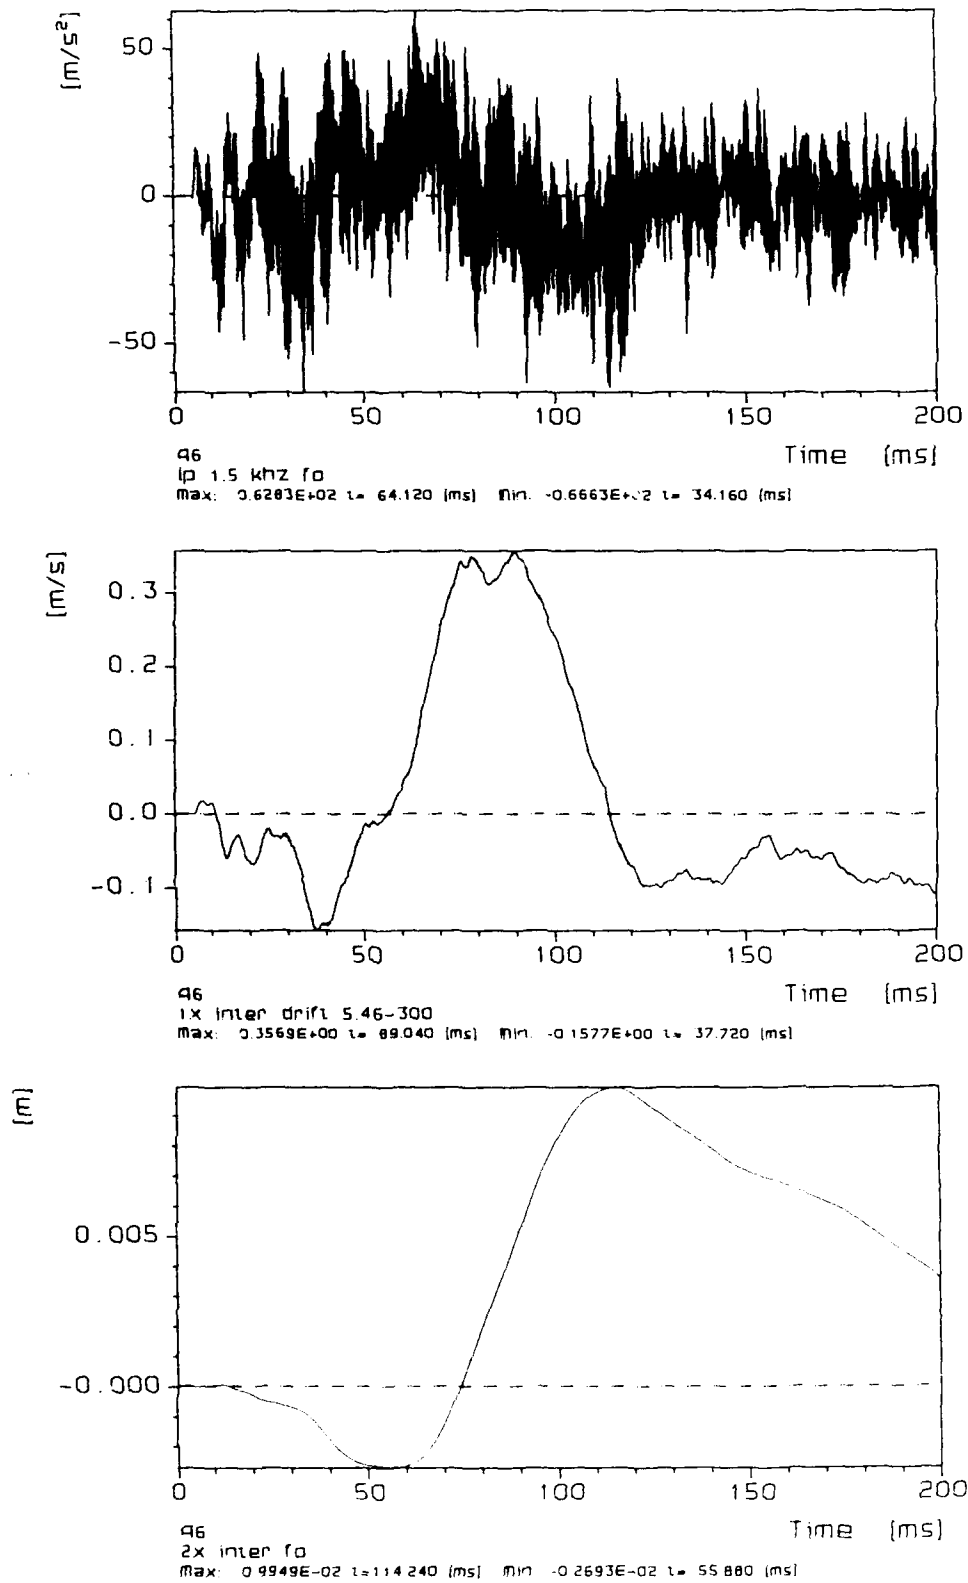 [m/s²]
50
0
-50
0 50 100 150 200
Time [ms]
46
lp 1.5 khz fo
Max: 0.6283E+02 t= 64.120 [ms] Min. -0.6663E+02 t= 34.160 [ms]
[m/s]
0.3
0.2
0.1
0.0
-0.1
0 50 100 150 200
Time [ms]
46
1x inter drift 5.46-300
Max: 0.3569E+00 t= 89.040 [ms] Min. -0.1577E+00 t= 37.720 [ms]
[m]
0.005
-0.000
0 50 100 150 200
Time [ms]
46
2x inter fo
Max: 0.9949E-02 t=114.240 [ms] Min -0.2693E-02 t= 55.880 [ms]